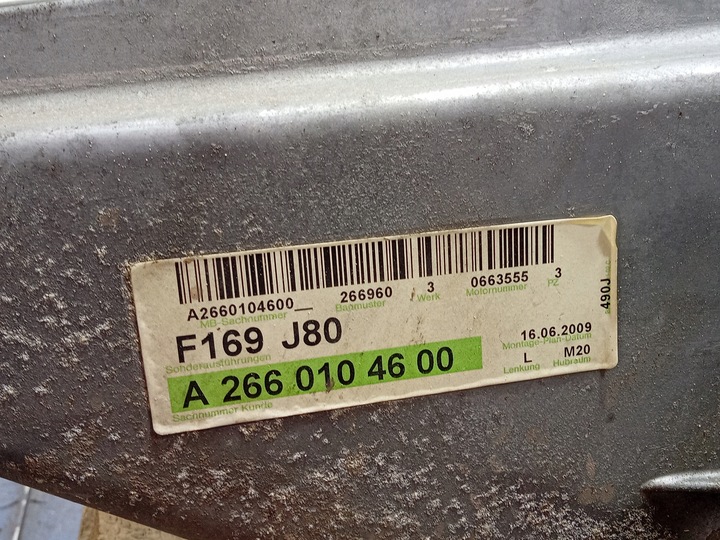 A2660104600__ 266960 3 0663555 3
MB-Sachnummer Baumuster Werk Motornummer PZ
F169 J80
Sonderausführungen
16.06.2009
Montage-Plan-Datum
A 266 010 46 00
L M20
Lenkung Hubraum
Sachnummer Kunde
490J